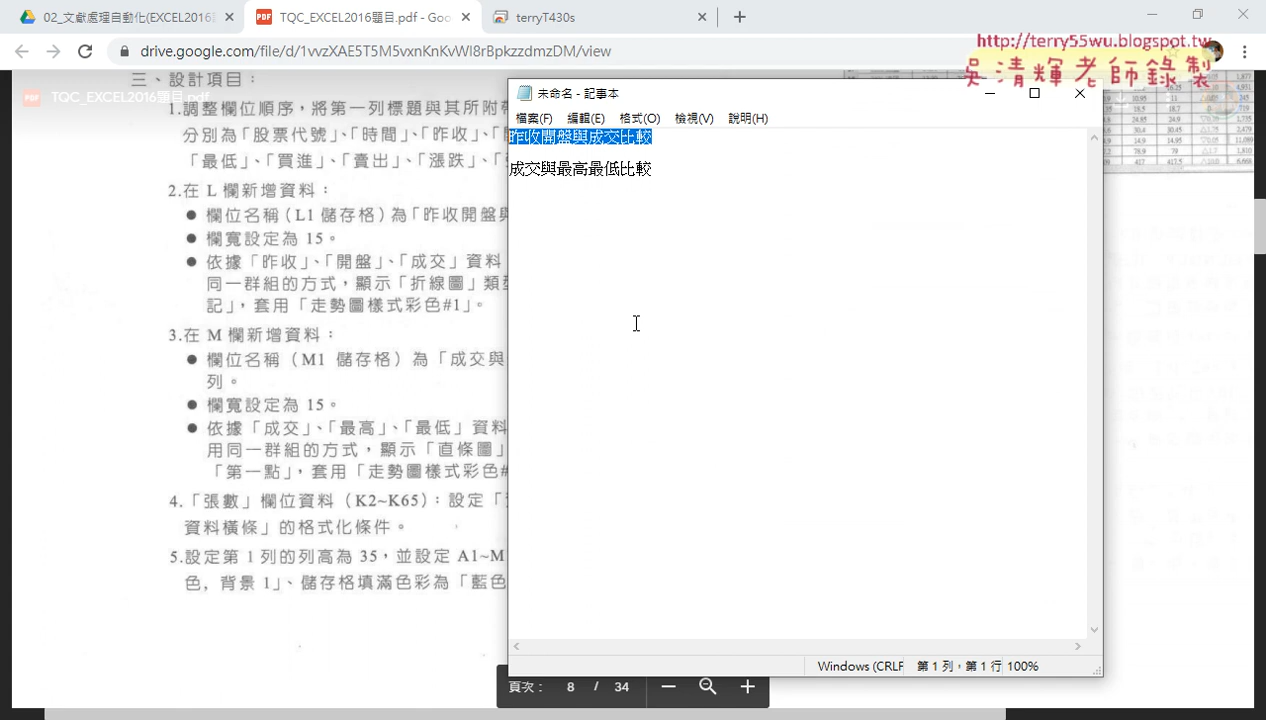 02_文獻處理自動化(EXCEL2016題
TQC_EXCEL2016題目.pdf - Goo
terryT430s
drive.google.com/file/d/1vvzXAE5T5M5vxnKnKvWl8rBpkzzdmzDM/view
http://terry55wu.blogspot.tw
吳清輝老師錄製
TQC_EXCEL2016題目.pdf
三、設計項目：
1.調整欄位順序，將第一列標題與其所附帶
分別為「股票代號」、「時間」、「昨收」、「
「最低」、「買進」、「賣出」、「漲跌」、「
2.在 L 欄新增資料：
● 欄位名稱（L1 儲存格）為「昨收開盤與
● 欄寬設定為 15。
● 依據「昨收」、「開盤」、「成交」資料
同一群組的方式，顯示「折線圖」類型
記」，套用「走勢圖樣式彩色#1」。
3.在 M 欄新增資料：
● 欄位名稱（M1 儲存格）為「成交與
列。
● 欄寬設定為 15。
● 依據「成交」、「最高」、「最低」資料
用同一群組的方式，顯示「直條圖」
「第一點」，套用「走勢圖樣式彩色#
4.「張數」欄位資料（K2~K65）：設定「
資料橫條」的格式化條件。
5.設定第 1 列的列高為 35，並設定 A1~M
色，背景 1」、儲存格填滿色彩為「藍色
未命名 - 記事本
檔案(F) 編輯(E) 格式(O) 檢視(V) 說明(H)
昨收開盤與成交比較
成交與最高最低比較
Windows (CRLF 第 1 列，第 1 行 100%
頁次： 8 / 34